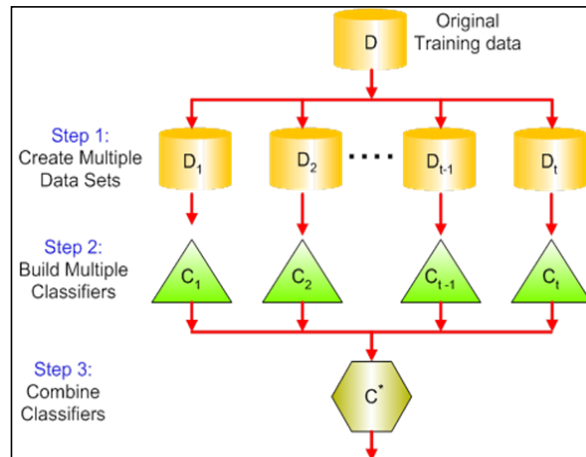 D
Original
Training data
Step 1:
Create Multiple
Data Sets
D1
D2
....
Dt-1
Dt
Step 2:
Build Multiple
Classifiers
C1
C2
Ct-1
Ct
Step 3:
Combine
Classifiers
C*